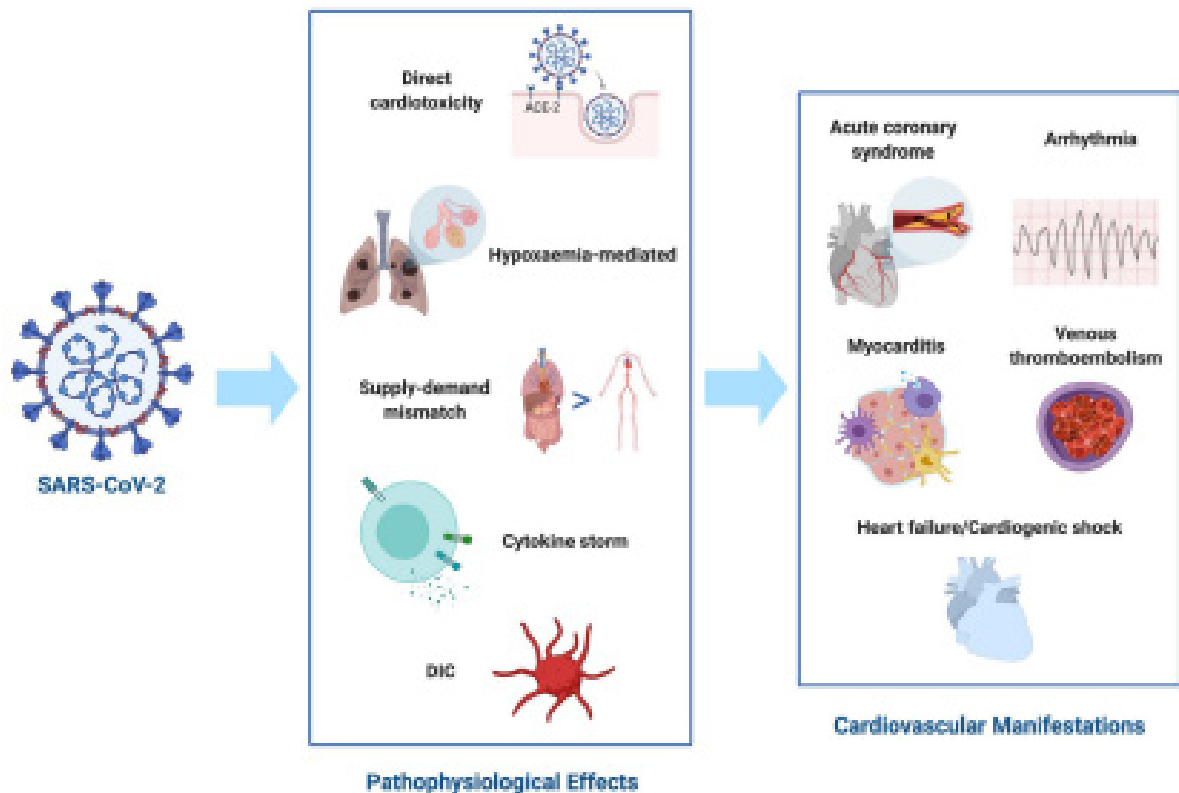 SARS-CoV-2
Direct
cardiotoxicity
ACE-2
Hypoxaemia-mediated
Supply-demand
mismatch
>
Cytokine storm
DIC
Pathophysiological Effects
Acute coronary
syndrome
Arrhythmia
Myocarditis
Venous
thromboembolism
Heart failure/Cardiogenic shock
Cardiovascular Manifestations